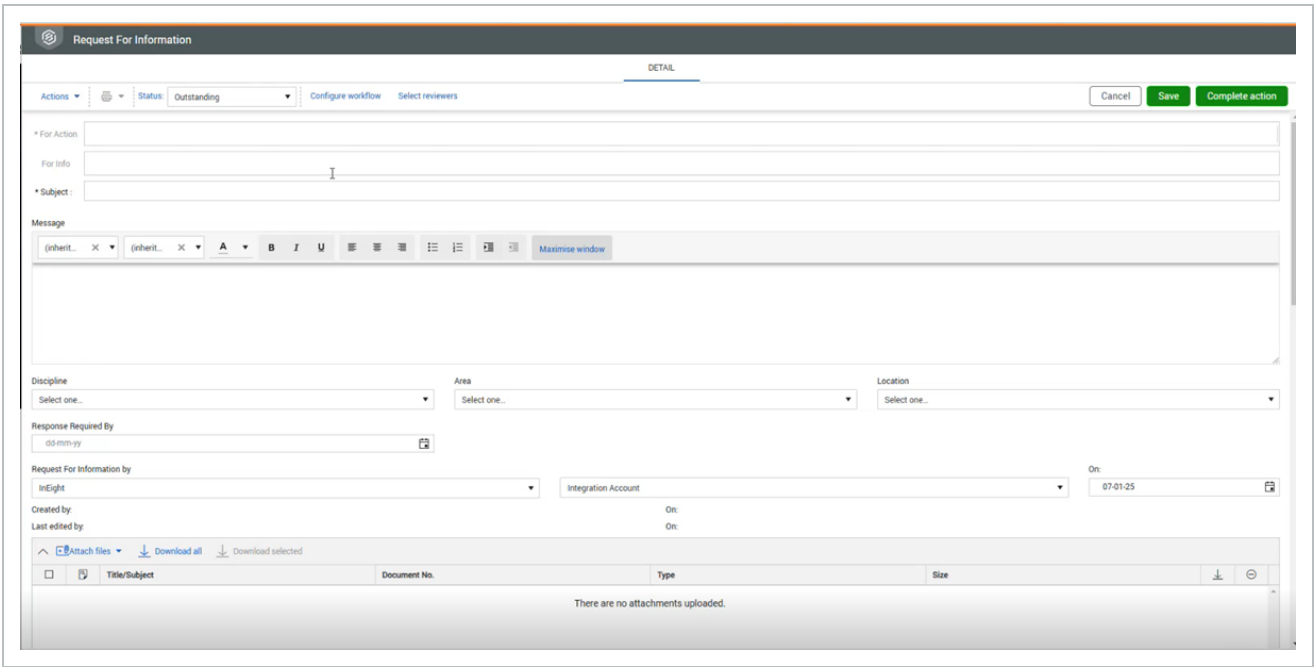 Request For Information
DETAIL
Actions Status: Outstanding Configure workflow Select reviewers Cancel Save Complete action
* For Action
For Info
* Subject :
Message
(inherit... (inherit... A B I U Maximise window
Discipline Area Location
Select one... Select one... Select one...
Response Required By
dd-mm-yy
Request For Information by On:
InEight Integration Account 07-01-25
Created by: On:
Last edited by: On:
Attach files Download all Download selected
Title/Subject Document No. Type Size
There are no attachments uploaded.